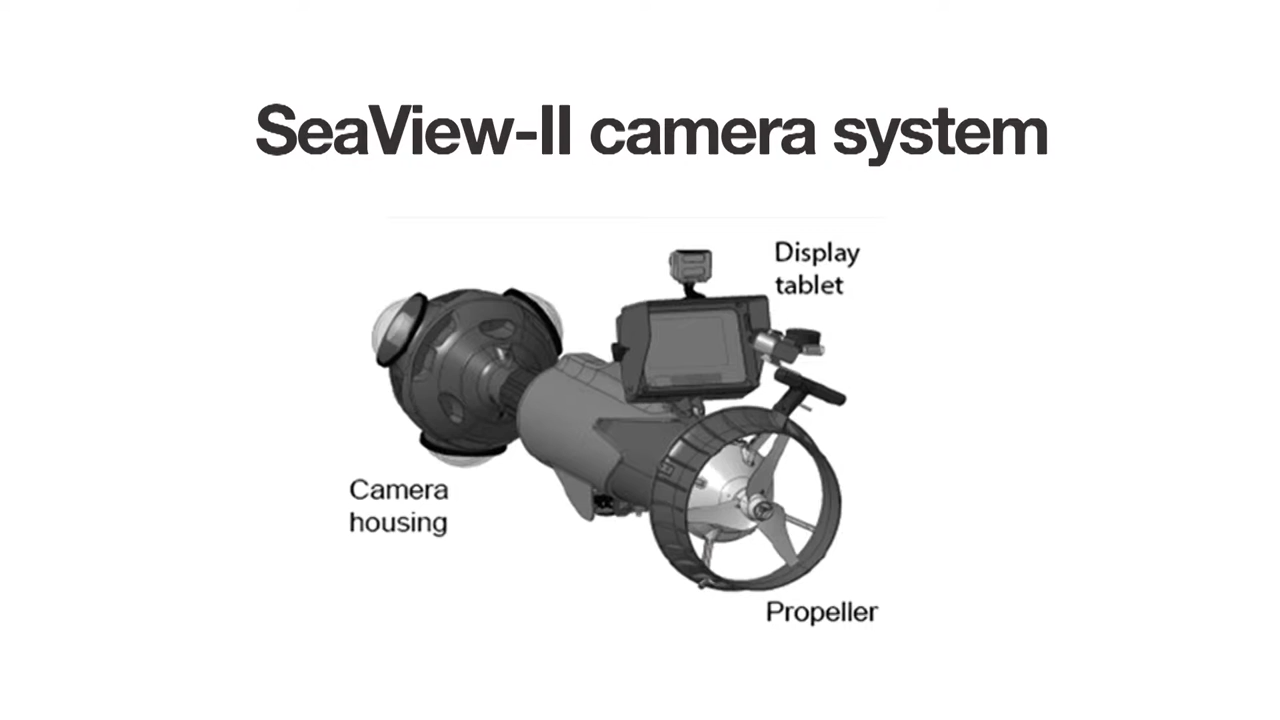 SeaView-II camera system
Display
tablet
Camera
housing
Propeller